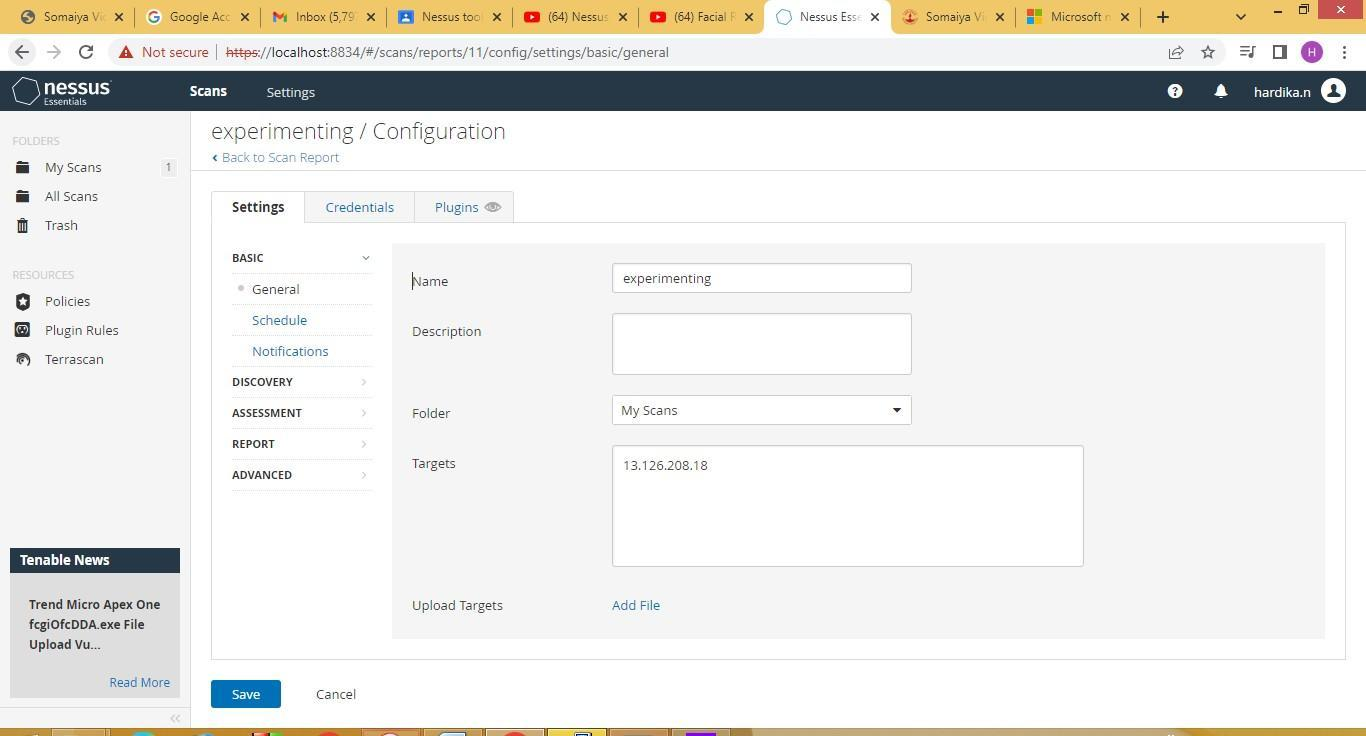 Somaiya Vi
Google Acc
Inbox (5,79
Nessus too
(64) Nessus
(64) Facial R
Nessus Esse
Somaiya Vi
Microsoft n
Not secure
https://localhost:8834/#/scans/reports/11/config/settings/basic/general
H
nessus
Essentials
Scans
Settings
hardika.n
FOLDERS
My Scans 1
All Scans
Trash
RESOURCES
Policies
Plugin Rules
Terrascan
Tenable News
Trend Micro Apex One
fcgiOfcDDA.exe File
Upload Vu...
Read More
experimenting / Configuration
Back to Scan Report
Settings
Credentials
Plugins
BASIC
General
Schedule
Notifications
DISCOVERY
ASSESSMENT
REPORT
ADVANCED
Name
experimenting
Description
Folder
My Scans
Targets
13.126.208.18
Upload Targets
Add File
Save
Cancel